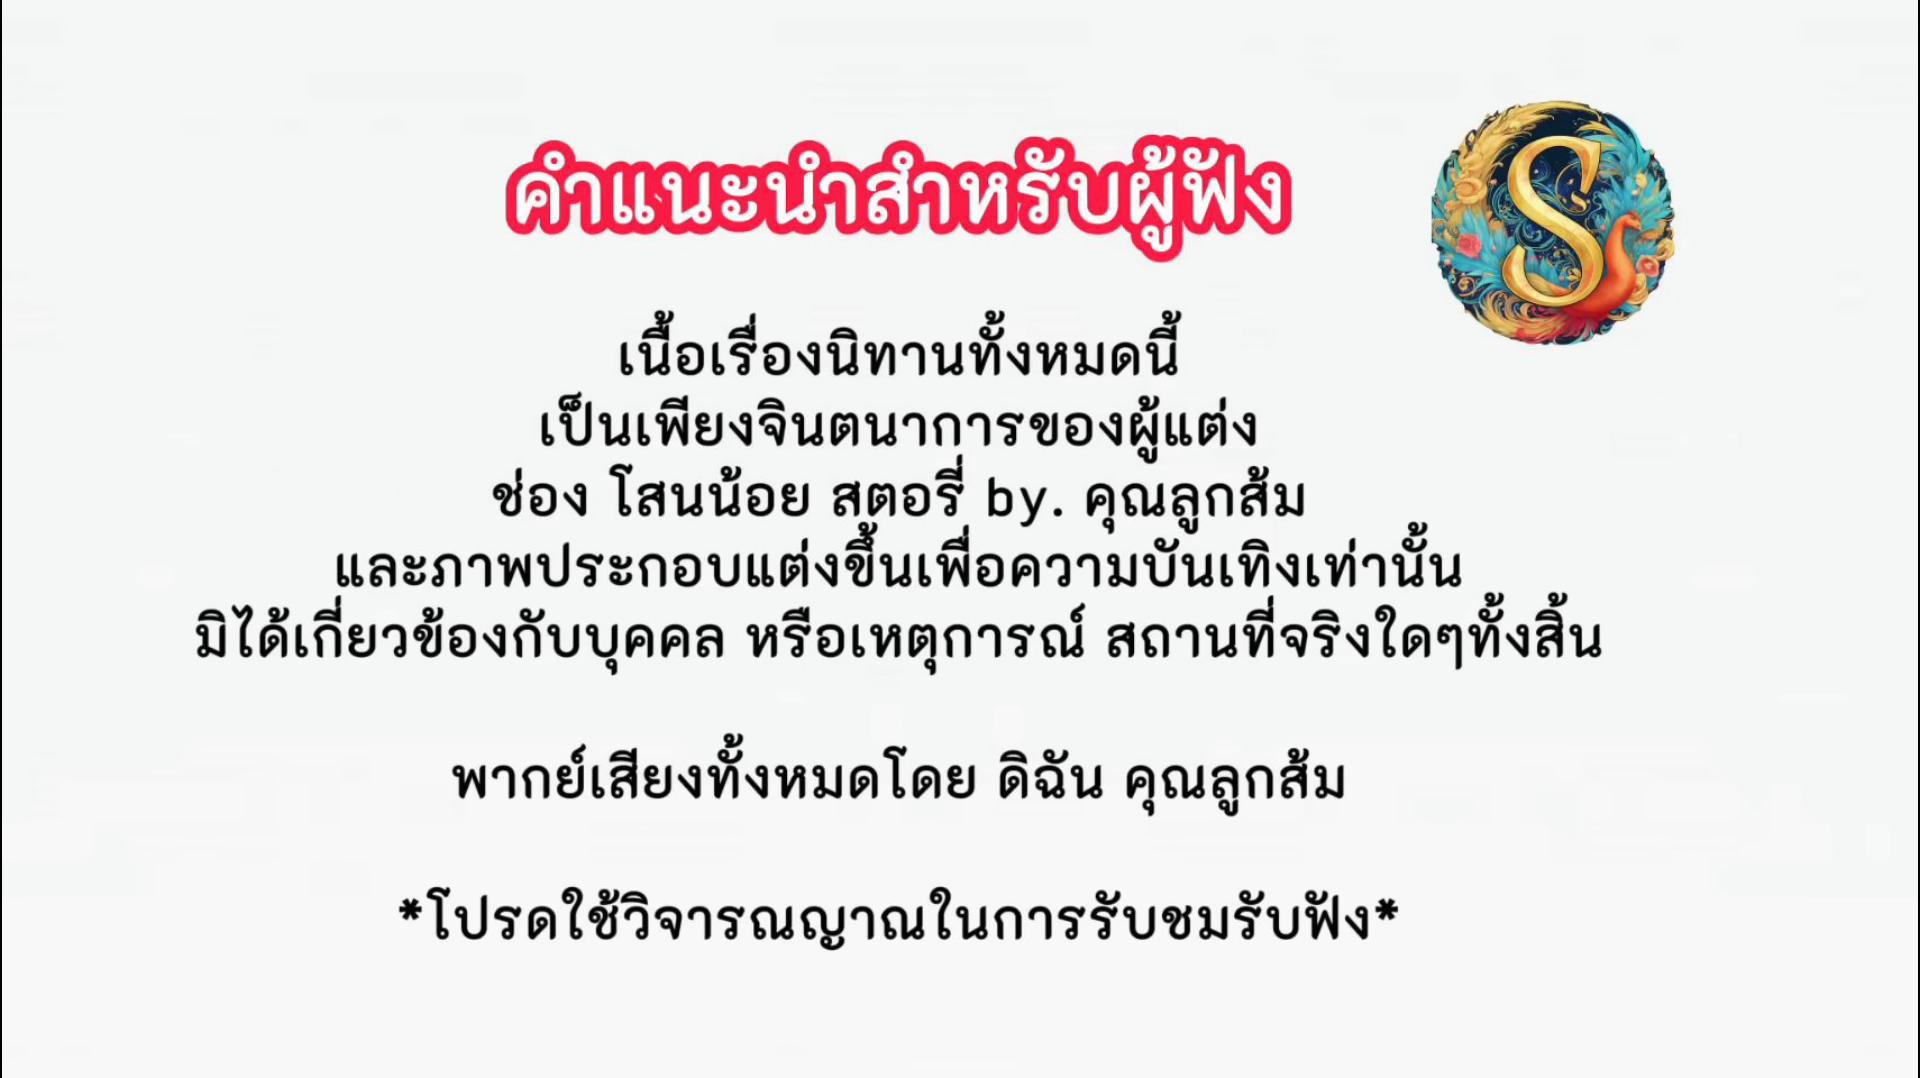 คำแนะนำสำหรับผู้ฟัง
S
เนื้อเรื่องนิทานทั้งหมดนี้
เป็นเพียงจินตนาการของผู้แต่ง
ช่อง โสนน้อย สตอรี่ by. คุณลูกส้ม
และภาพประกอบแต่งขึ้นเพื่อความบันเทิงเท่านั้น
มิได้เกี่ยวข้องกับบุคคล หรือเหตุการณ์ สถานที่จริงใดๆทั้งสิ้น
พากย์เสียงทั้งหมดโดย ดิฉัน คุณลูกส้ม
*โปรดใช้วิจารณญาณในการรับชมรับฟัง*